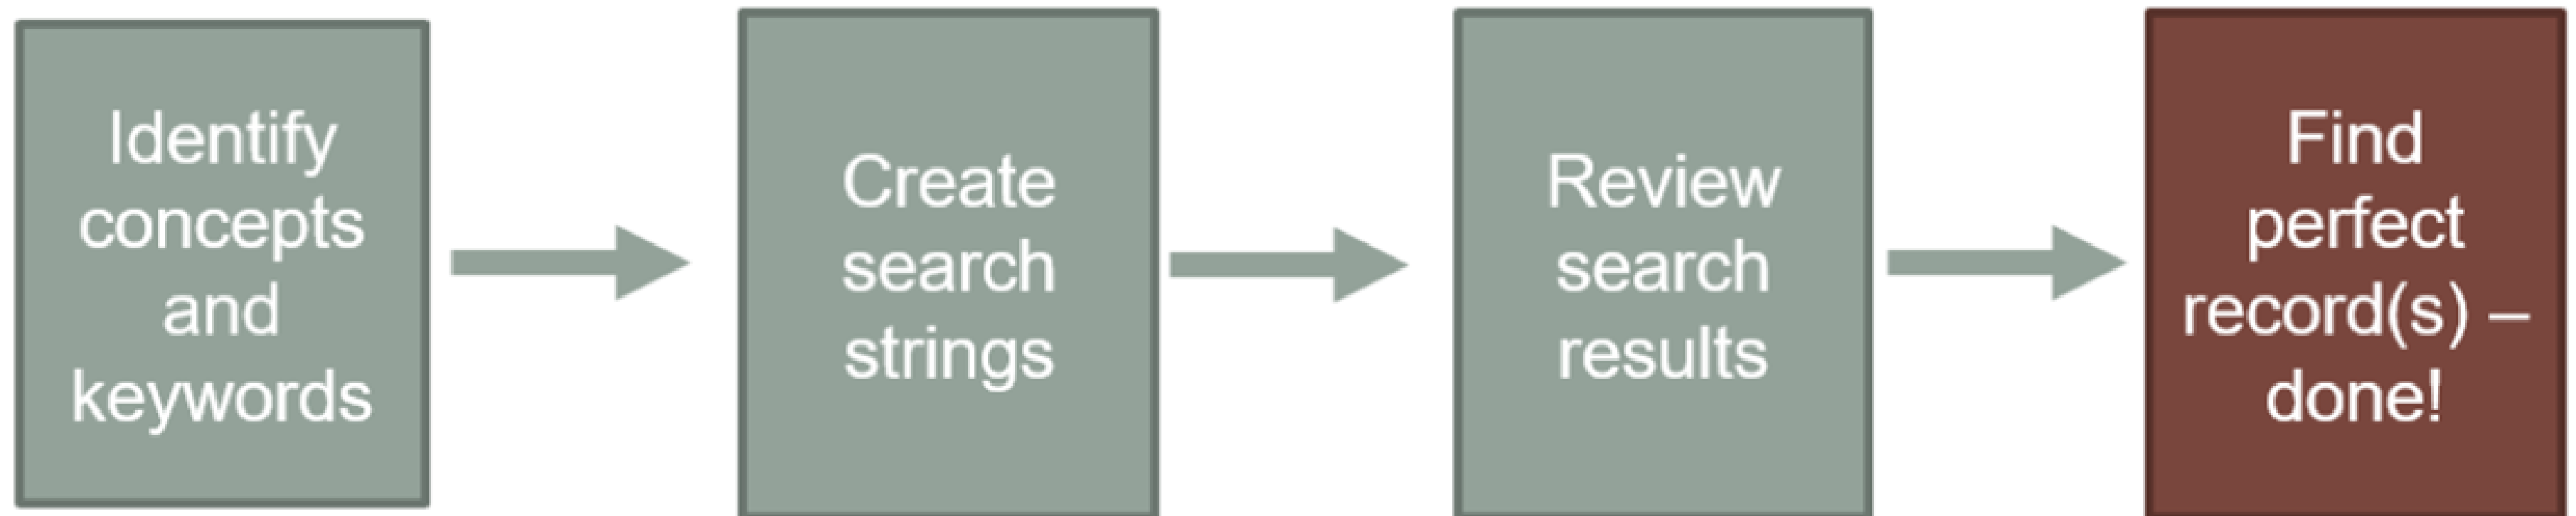 Identify
concepts
and
keywords
Create
search
strings
Review
search
results
Find
perfect
record(s) –
done!